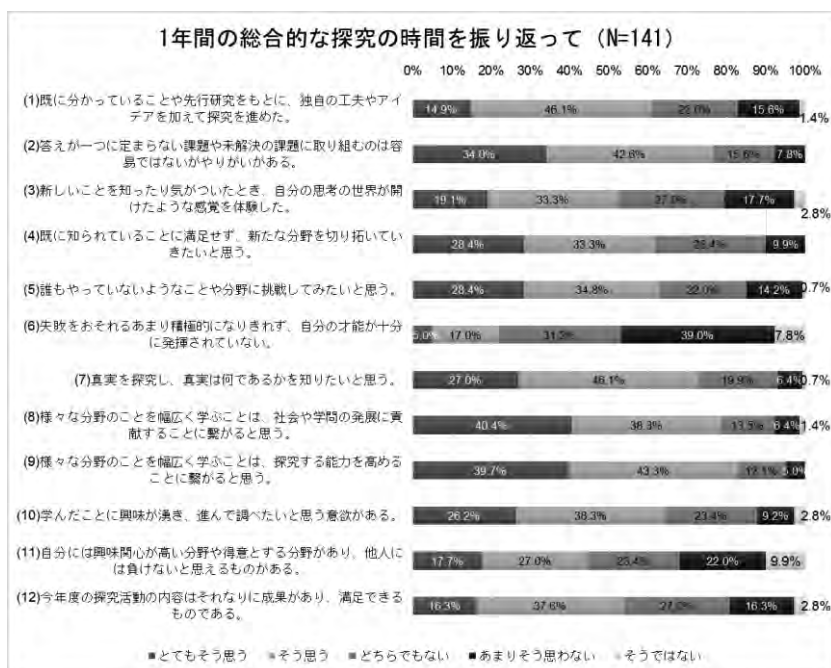 1年間の総合的な探究の時間を振り返って（N=141）
0% 10% 20% 30% 40% 50% 60% 70% 80% 90% 100%
(1)既に分かっていることや先行研究をもとに、独自の工夫やアイ
デアを加えて探究を進めた。
14.9% 46.1% 22.0% 15.6% 1.4%
(2)答えが一つに定まらない課題や未解決の課題に取り組むのは容
易ではないがやりがいがある。
34.0% 42.6% 15.6% 7.8%
(3)新しいことを知ったり気がついたとき、自分の思考の世界が開
けたような感覚を体験した。
19.1% 33.3% 27.0% 17.7% 2.8%
(4)既に知られていることに満足せず、新たな分野を切り拓いてい
きたいと思う。
28.4% 33.3% 28.4% 9.9%
(5)誰もやっていないようなことや分野に挑戦してみたいと思う。
28.4% 34.8% 22.0% 14.2% 0.7%
(6)失敗をおそれるあまり積極的になりきれず、自分の才能が十分
に発揮されていない。
5.0% 17.0% 31.2% 39.0% 7.8%
(7)真実を探究し、真実は何であるかを知りたいと思う。
27.0% 46.1% 19.9% 6.4% 0.7%
(8)様々な分野のことを幅広く学ぶことは、社会や学問の発展に貢
献することに繋がると思う。
40.4% 38.3% 13.5% 6.4% 1.4%
(9)様々な分野のことを幅広く学ぶことは、探究する能力を高めるこ
とに繋がると思う。
39.7% 43.3% 12.1% 5.0%
(10)学んだことに興味が湧き、進んで調べたいと思う意欲がある。
26.2% 38.3% 23.4% 9.2% 2.8%
(11)自分には興味関心が高い分野や得意とする分野があり、他人に
は負けないと思えるものがある。
17.7% 27.0% 23.4% 22.0% 9.9%
(12)今年度の探究活動の内容はそれなりに成果があり、満足できる
ものである。
16.3% 37.6% 27.0% 16.3% 2.8%
■とてもそう思う ■そう思う ■どちらでもない ■あまりそう思わない ■そうではない